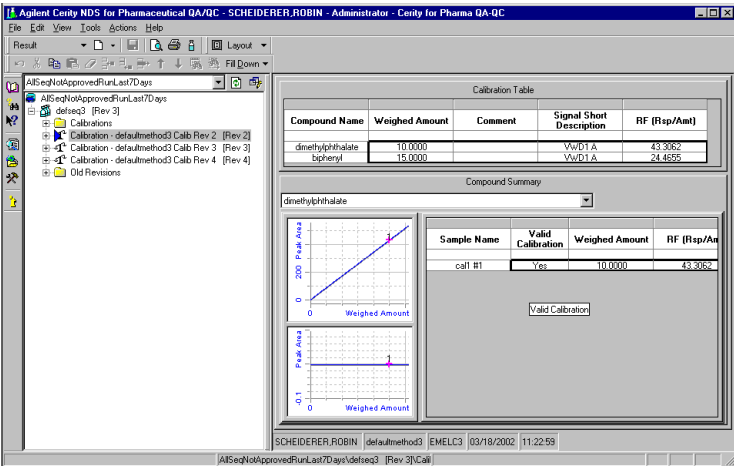 Agilent Cerity NDS for Pharmaceutical QA/QC - SCHEIDERER,ROBIN - Administrator - Cerity for Pharma QA-QC
File Edit View Tools Actions Help
Result Layout
Fill Down
AllSeqNotApprovedRunLast7Days
AllSeqNotApprovedRunLast7Days
defseq3 [Rev 3]
Calibrations
Calibration - defaultmethod3 Calib Rev 2 [Rev 2]
Calibration - defaultmethod3 Calib Rev 3 [Rev 3]
Calibration - defaultmethod3 Calib Rev 4 [Rev 4]
Old Revisions
Calibration Table
Compound Name Weighed Amount Comment Signal Short Description RF (Rsp/Amt)
dimethylphthalate 10.0000 VWD1 A 43.3062
biphenyl 15.0000 VWD1 A 24.4655
Compound Summary
dimethylphthalate
Peak Area
200
0
1
0 Weighed Amount
Peak Area
-0.1
1
0 Weighed Amount
Sample Name Valid Calibration Weighed Amount RF (Rsp/Am
cal1 #1 Yes 10.0000 43.3062
Valid Calibration
SCHEIDERER,ROBIN defaultmethod3 EMELC3 03/18/2002 11:22:59
AllSeqNotApprovedRunLast7Days\defseq3 [Rev 3]\Cali